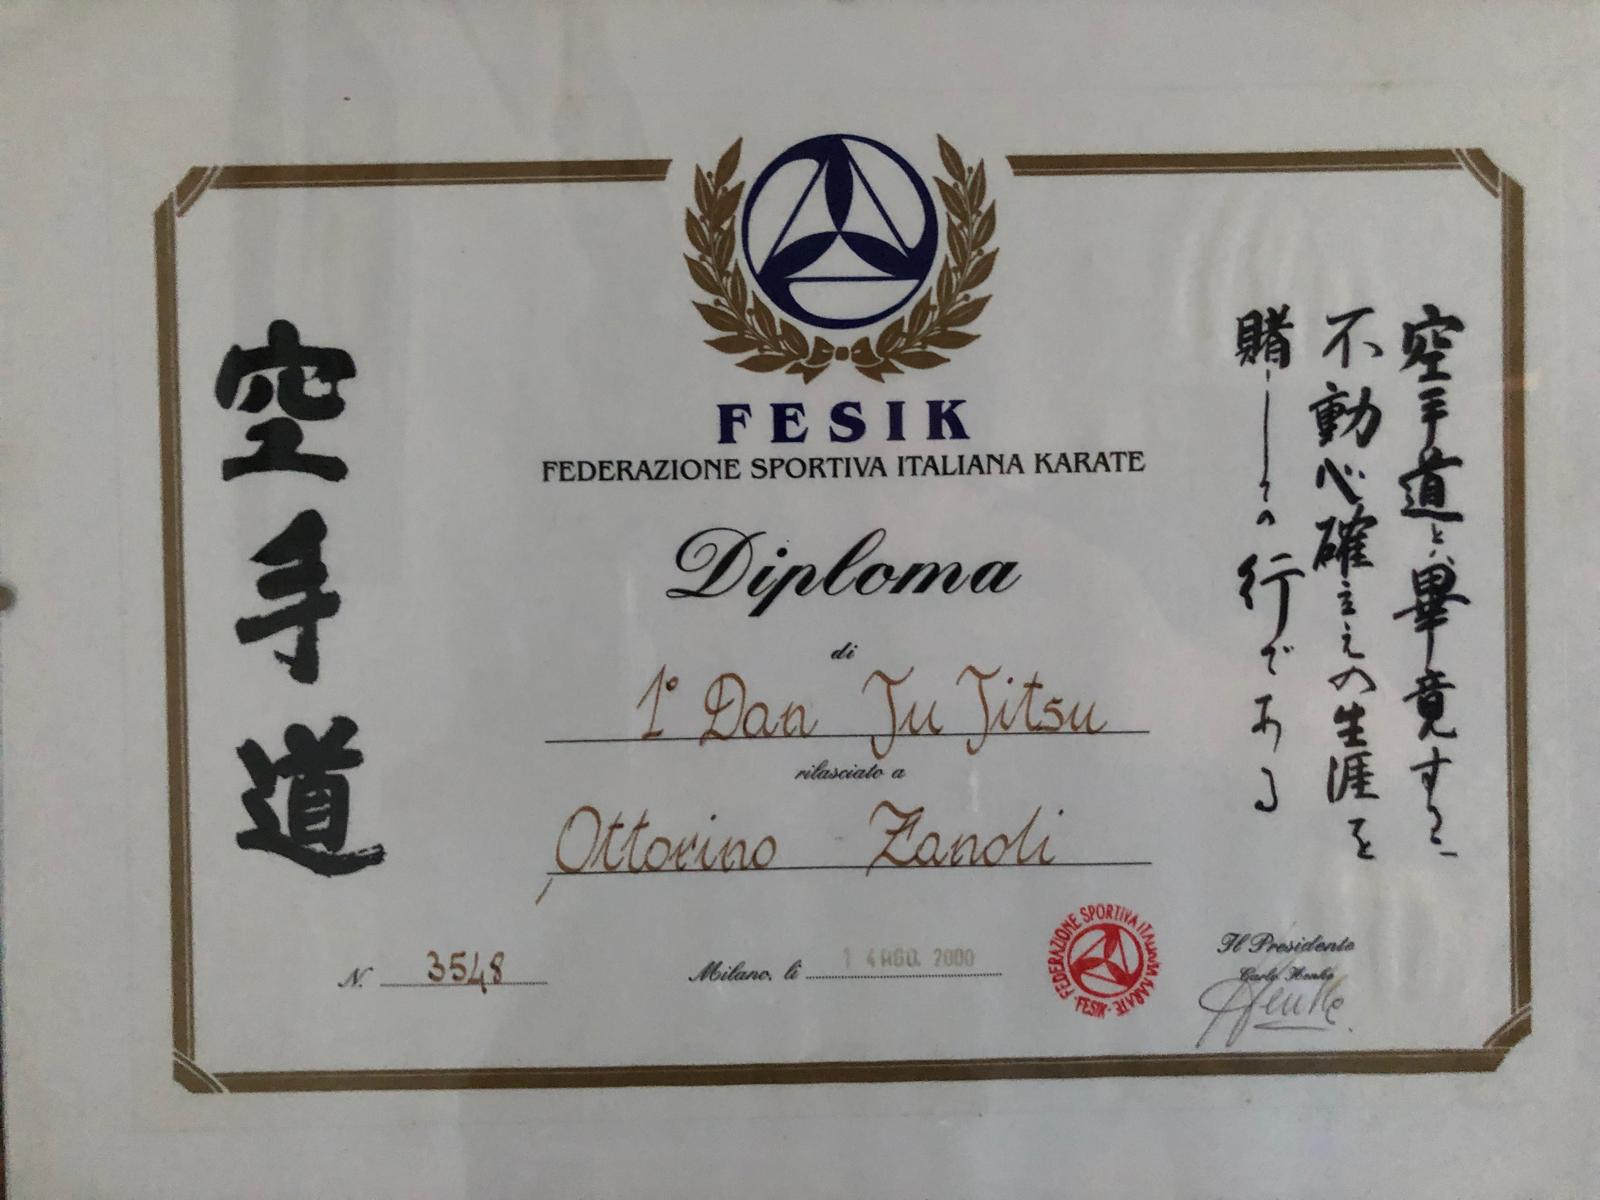 FESIK
FEDERAZIONE SPORTIVA ITALIANA KARATE
Diploma
di
1° Dan Ju Jitsu
rilasciato a
Ottorino Zanoli
N. 3548
Milano, li 14 AGO. 2000
FEDERAZIONE SPORTIVA ITALIANA KARATE
·FESIK·
Il Presidente
Carlo Henke
Henke
空手道
空手道と畢竟するに
不動心確立えの生涯を
賭しての行である